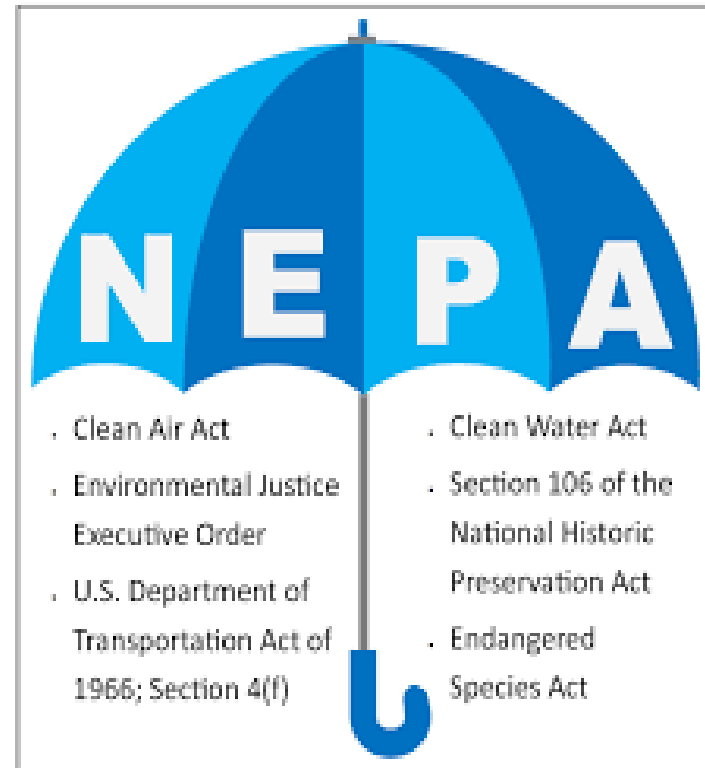 NEPA
. Clean Air Act
. Environmental Justice
Executive Order
. U.S. Department of
Transportation Act of
1966; Section 4(f)
. Clean Water Act
. Section 106 of the
National Historic
Preservation Act
. Endangered
Species Act